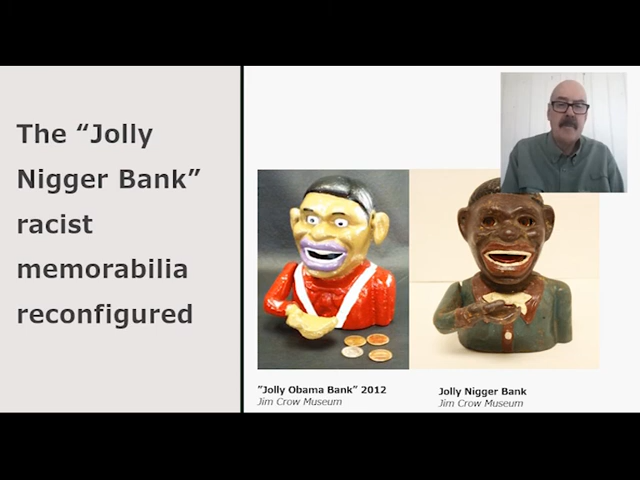 The “Jolly
Nigger Bank”
racist
memorabilia
reconfigured
”Jolly Obama Bank” 2012
Jim Crow Museum
Jolly Nigger Bank
Jim Crow Museum